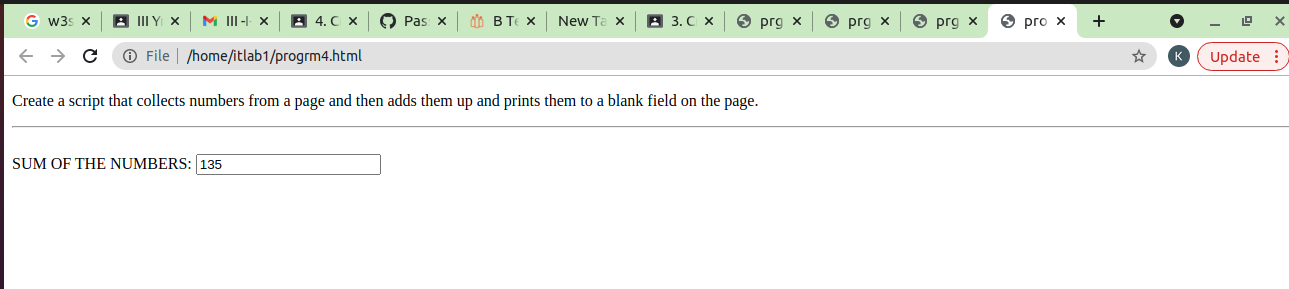 w3s III Yr III -I- 4. C Pas B Te New Ta 3. C prg prg prg pro
File /home/itlab1/progrm4.html K Update
Create a script that collects numbers from a page and then adds them up and prints them to a blank field on the page.
SUM OF THE NUMBERS: 135